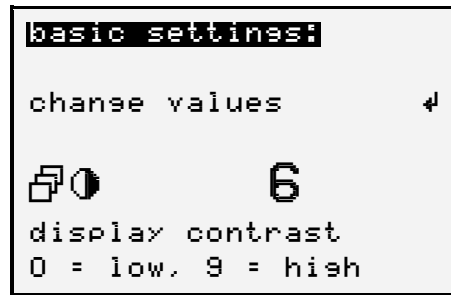 basic settings:
change values ↲
6
display contrast
0 = low, 9 = high